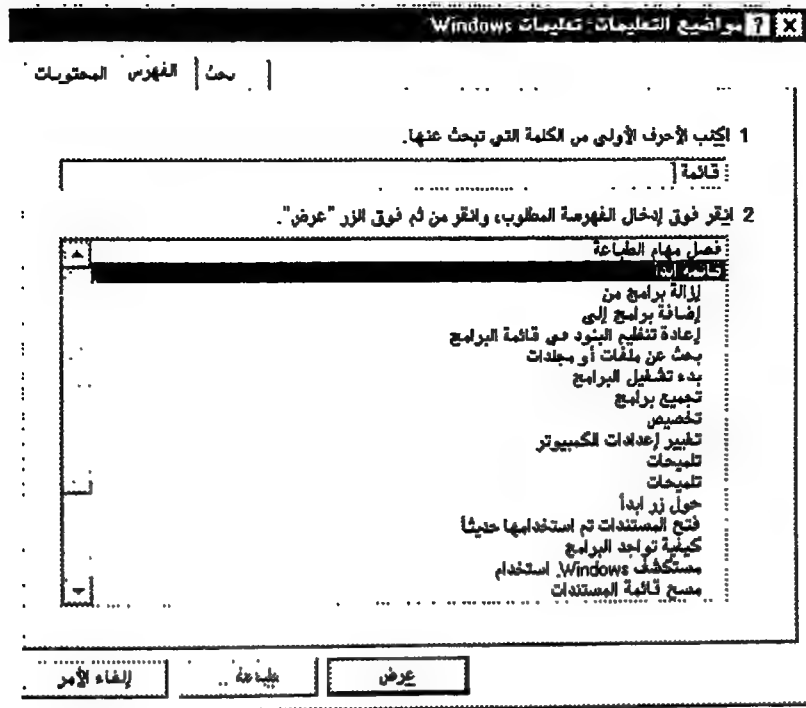 مواضيع التعليمات: تعليمات Windows
المحتويات الفهرس بحث
1 اكتب الأحرف الأولى من الكلمة التي تبحث عنها.
قائمة
2 انقر فوق إدخال الفهرسة المطلوب، وانقر من ثم فوق الزر "عرض".
فصل مهام الطباعة
قائمة ابدأ
إزالة برامج من
إضافة برامج إلى
إعادة تنظيم البنود في قائمة البرامج
بحث عن ملفات أو مجلدات
بدء تشغيل البرامج
تجميع برامج
تخصيص
تغيير إعدادات الكمبيوتر
تلميحات
تلميحات
حول زر ابدأ
فتح المستندات تم استخدامها حديثاً
كيفية تواجد البرامج
مستكشف Windows، استخدام
مسح قائمة المستندات
عرض طباعة .. إلغاء الأمر